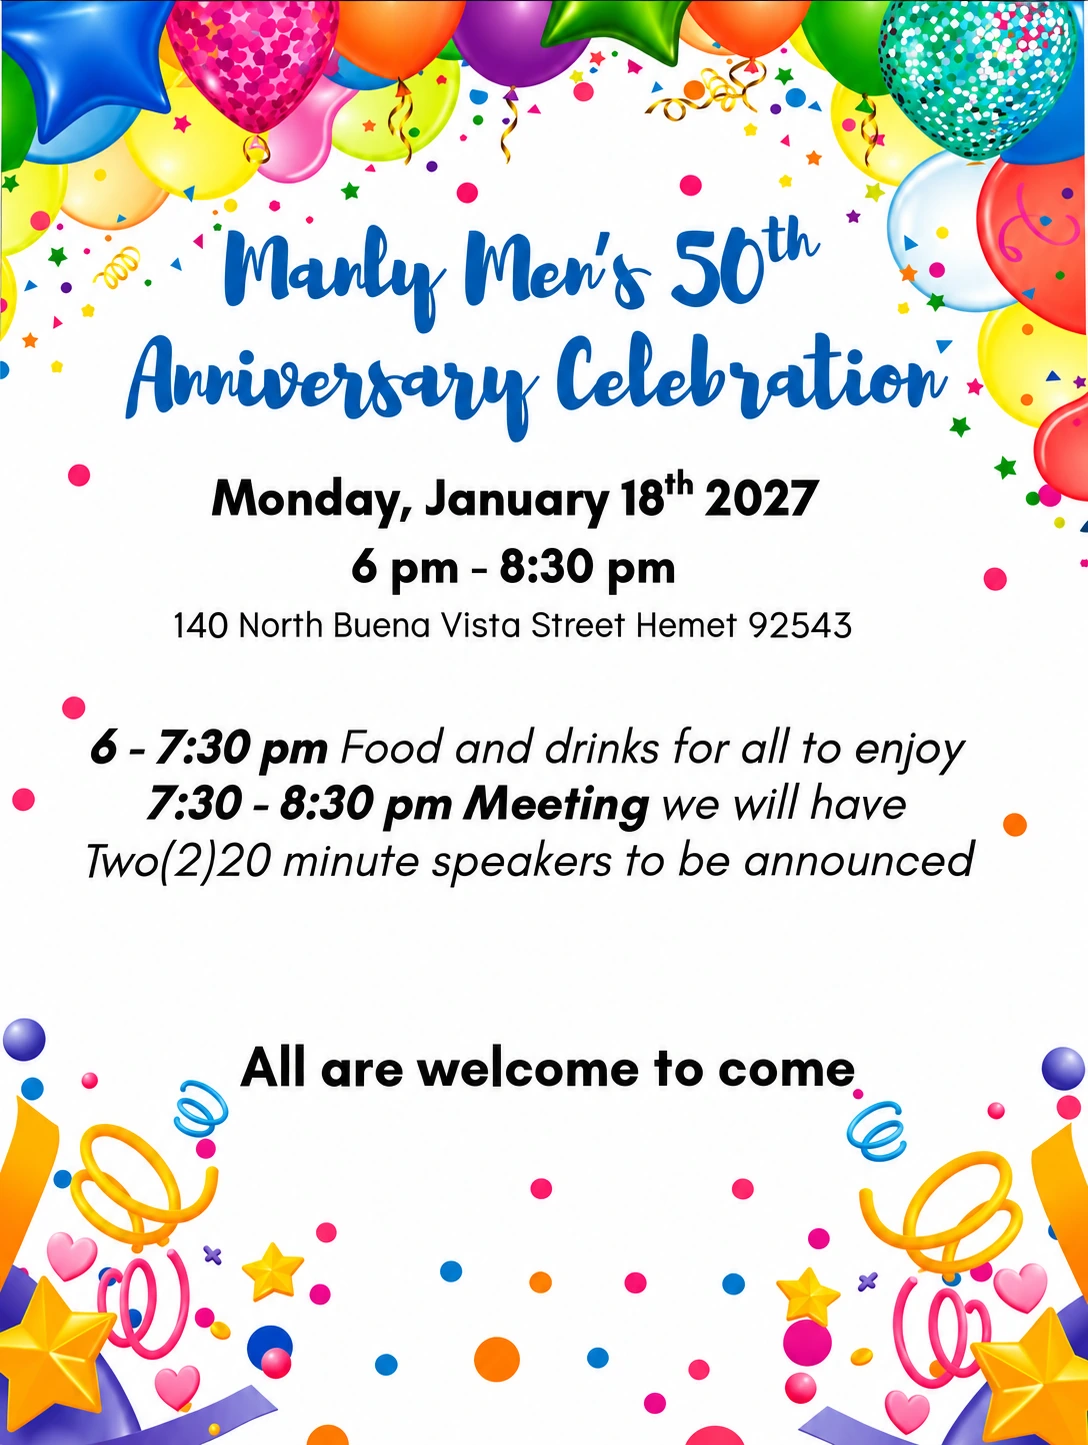 Manly Men's 50th
Anniversary Celebration
Monday, January 18th 2027
6 pm - 8:30 pm
140 North Buena Vista Street Hemet 92543
6 - 7:30 pm Food and drinks for all to enjoy
7:30 - 8:30 pm Meeting we will have
Two(2)20 minute speakers to be announced
All are welcome to come